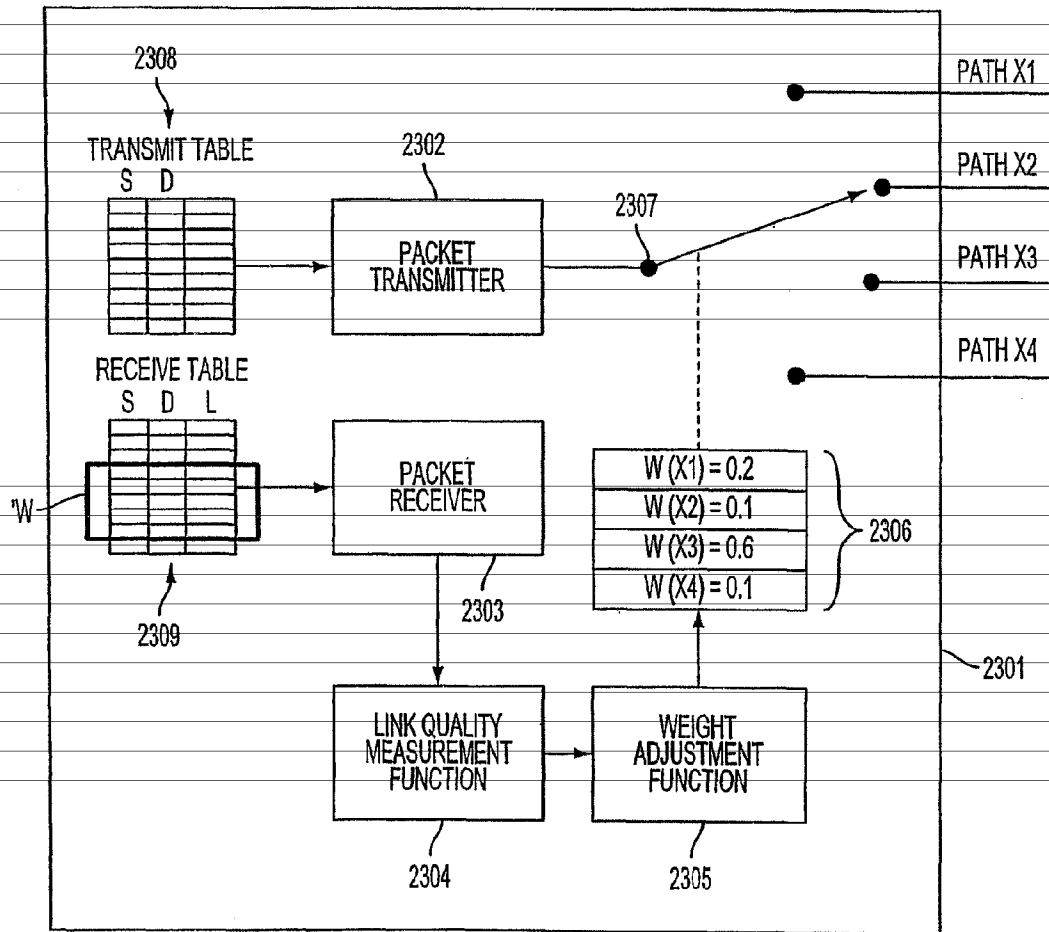 2308
TRANSMIT TABLE
S D
2302
PACKET
TRANSMITTER
2307
PATH X1
PATH X2
PATH X3
PATH X4
RECEIVE TABLE
S D L
'W
2309
PACKET
RECEIVER
2303
W (X1) = 0.2
W (X2) = 0.1
W (X3) = 0.6
W (X4) = 0.1
2306
2301
LINK QUALITY
MEASUREMENT
FUNCTION
2304
WEIGHT
ADJUSTMENT
FUNCTION
2305